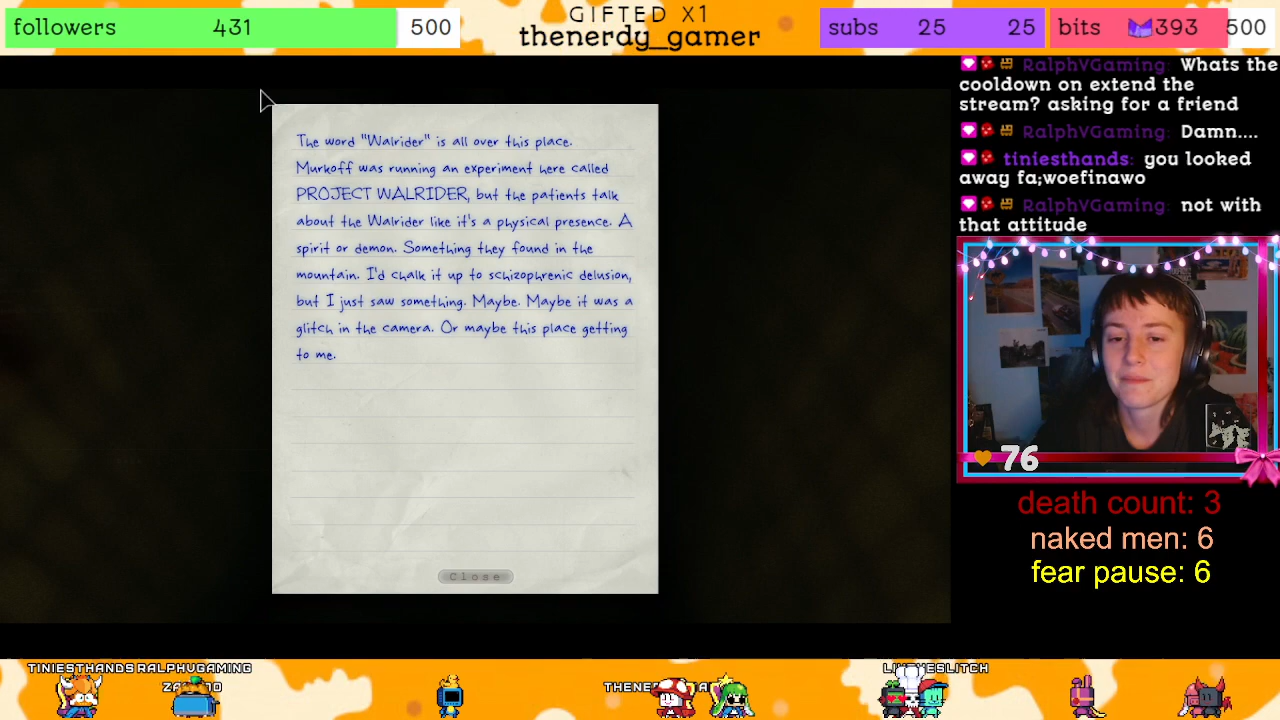 followers 431 500
GIFTED X1
thenerdy_gamer
subs 25 25
bits 393 500
RalphVGaming: Whats the
cooldown on extend the
stream? asking for a friend
RalphVGaming: Damn....
tiniesthands: you looked
away fa;woefinawo
RalphVGaming: not with
that attitude
The word "Walrider" is all over this place.
Murkoff was running an experiment here called
PROJECT WALRIDER, but the patients talk
about the Walrider like it's a physical presence. A
spirit or demon. Something they found in the
mountain. I'd chalk it up to schizophrenic delusion,
but I just saw something. Maybe. Maybe it was a
glitch in the camera. Or maybe this place getting
to me.
Close
76
death count: 3
naked men: 6
fear pause: 6
TINIESTHANDS RALPHVGAMING